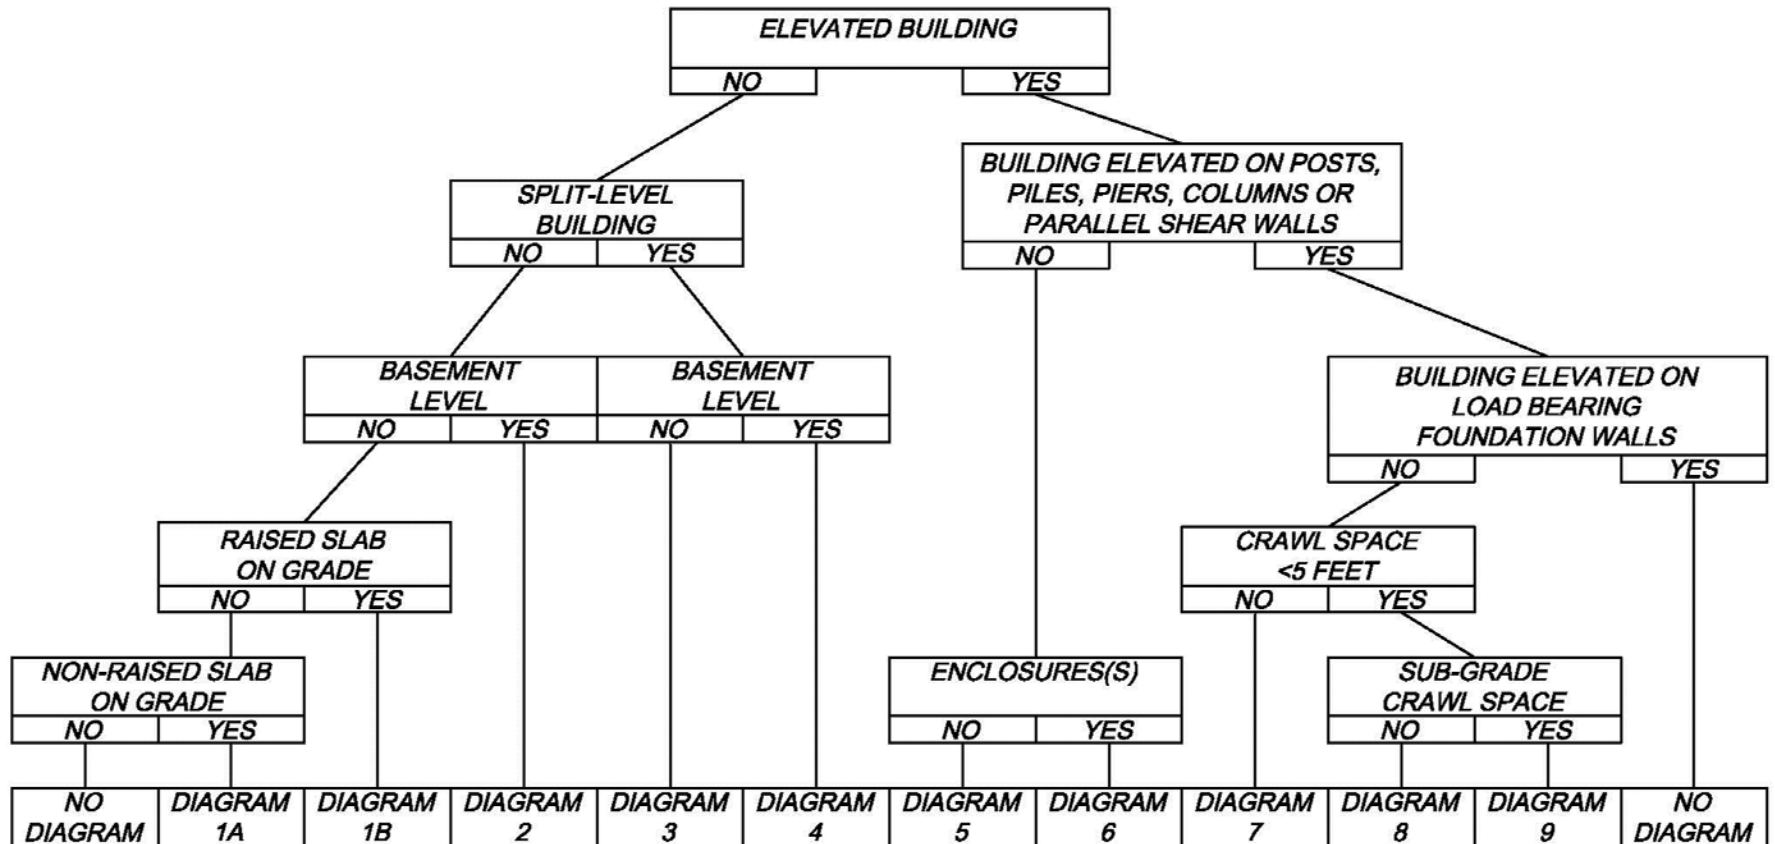 ELEVATED BUILDING
NO YES
BUILDING ELEVATED ON POSTS,
PILES, PIERS, COLUMNS OR
PARALLEL SHEAR WALLS
NO YES
SPLIT-LEVEL
BUILDING
NO YES
BASEMENT
LEVEL
NO YES
BASEMENT
LEVEL
NO YES
BUILDING ELEVATED ON
LOAD BEARING
FOUNDATION WALLS
NO YES
RAISED SLAB
ON GRADE
NO YES
CRAWL SPACE
<5 FEET
NO YES
NON-RAISED SLAB
ON GRADE
NO YES
ENCLOSURES(S)
NO YES
SUB-GRADE
CRAWL SPACE
NO YES
NO
DIAGRAM
DIAGRAM
1A
DIAGRAM
1B
DIAGRAM
2
DIAGRAM
3
DIAGRAM
4
DIAGRAM
5
DIAGRAM
6
DIAGRAM
7
DIAGRAM
8
DIAGRAM
9
NO
DIAGRAM